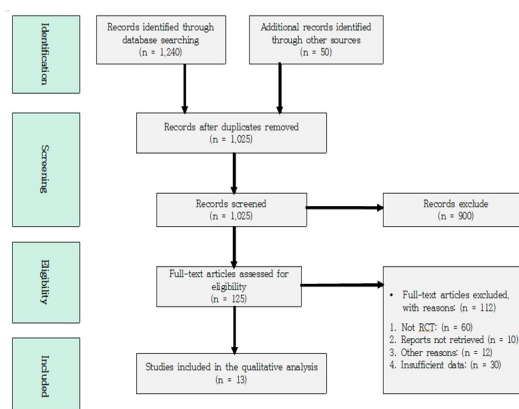 Identification
Records identified through
database searching
(n = 1,240)
Additional records identified
through other sources
(n = 50)
Screening
Records after duplicates removed
(n = 1,025)
Records screened
(n = 1,025)
Records exclude
(n = 900)
Eligibility
Full-text articles assessed for
eligibility
(n = 125)
• Full-text articles excluded,
with reasons: (n = 112)
1. Not RCT: (n = 60)
2. Reports not retrieved (n = 10)
3. Other reasons: (n = 12)
4. Insufficient data: (n = 30)
Included
Studies included in the qualitative analysis
(n = 13)